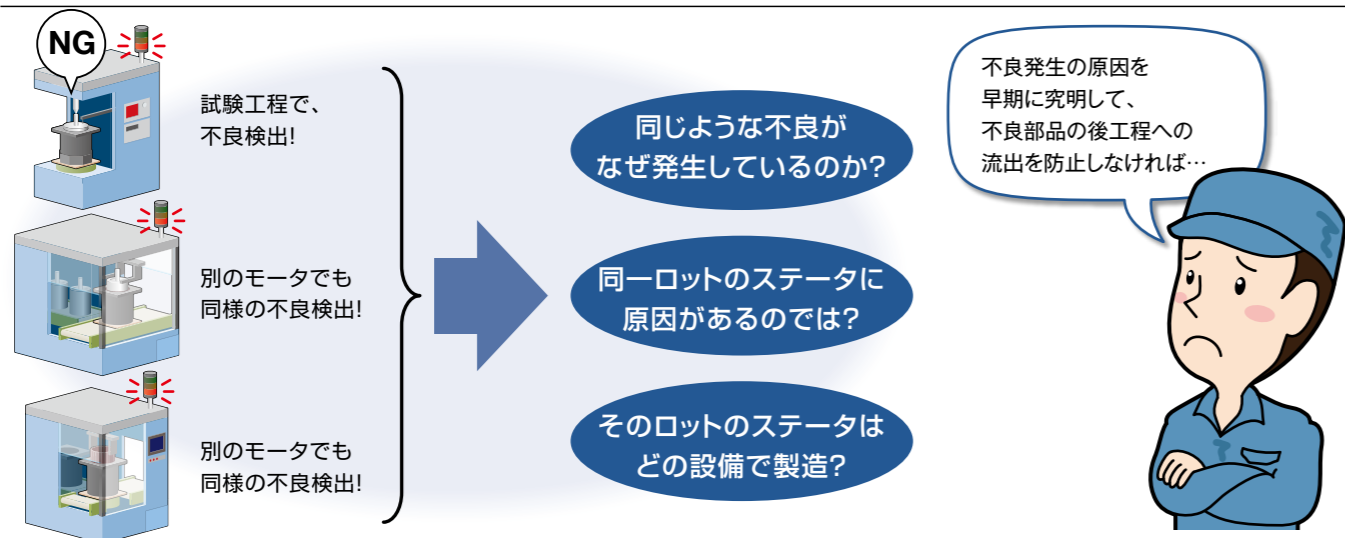 NG
試験工程で、
不良検出!
別のモータでも
同様の不良検出!
別のモータでも
同様の不良検出!
同じような不良が
なぜ発生しているのか?
同一ロットのステータに
原因があるのでは?
そのロットのステータは
どの設備で製造?
不良発生の原因を
早期に究明して、
不良部品の後工程への
流出を防止しなければ…